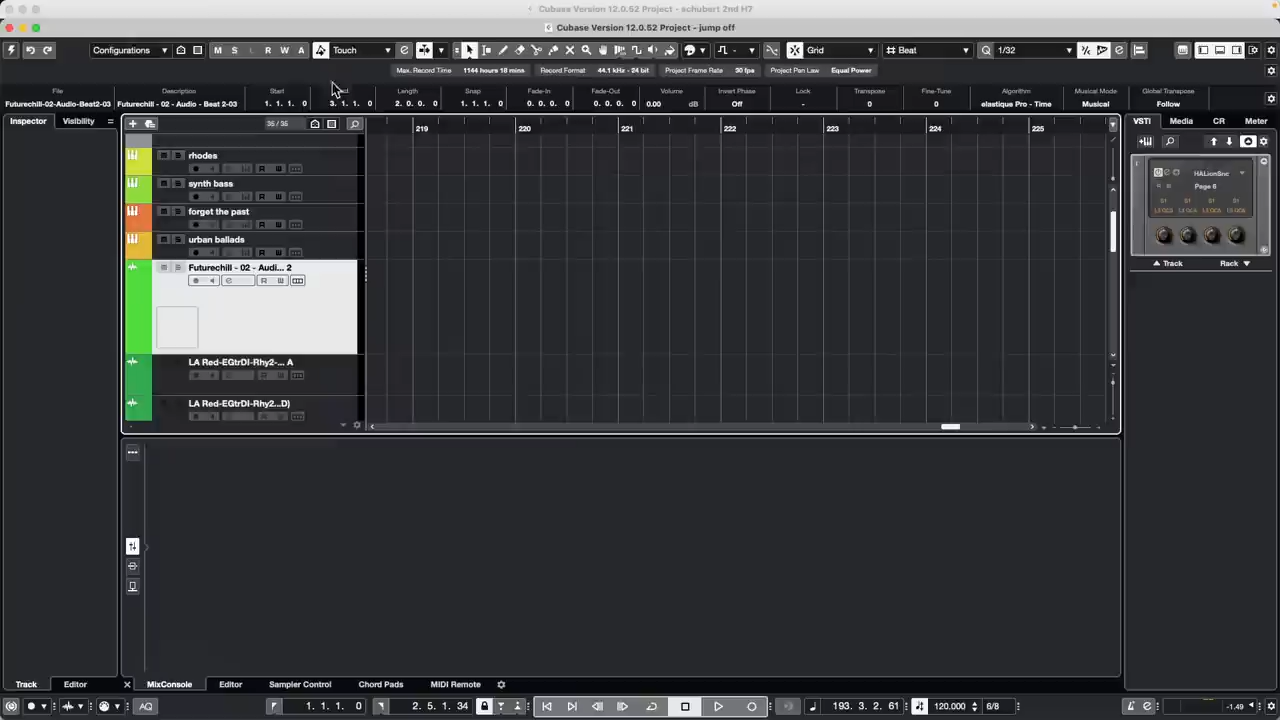 Cubase Version 12.0.52 Project - schubert 2nd H7
Cubase Version 12.0.52 Project - jump off
Configurations
M S L R W A
Touch
Grid
Beat
1/32
Max. Record Time 1144 hours 18 mins
Record Format 44.1 kHz - 24 bit
Project Frame Rate 30 fps
Project Pan Law Equal Power
File Description Start End Length Snap Fade-In Fade-Out Volume Invert Phase Lock Transpose Fine-Tune Algorithm Musical Mode Global Transpose
Futurechill-02-Audio-Beat2-03 Futurechill - 02 - Audio - Beat 2-03 1. 1. 1. 0 3. 1. 1. 0 2. 0. 0. 0 1. 1. 1. 0 0. 0. 0. 0 0. 0. 0. 0 0.00 dB Off - 0 0 elastique Pro - Time Musical Follow
Inspector Visibility
35 / 35
219 220 221 222 223 224 225
VSTi Media CR Meter
rhodes
synth bass
forget the past
urban ballads
Futurechill - 02 - Audi... 2
LA Red-EGtrDI-Rhy2-... A
LA Red-EGtrDI-Rhy2...D)
HALionSnc
Page 6
S1 S1 S1 S1
Track Rack
Track Editor
MixConsole Editor Sampler Control Chord Pads MIDI Remote
AQ
1. 1. 1. 0
2. 5. 1. 34
193. 3. 2. 61
120.000
6/8
-1.49